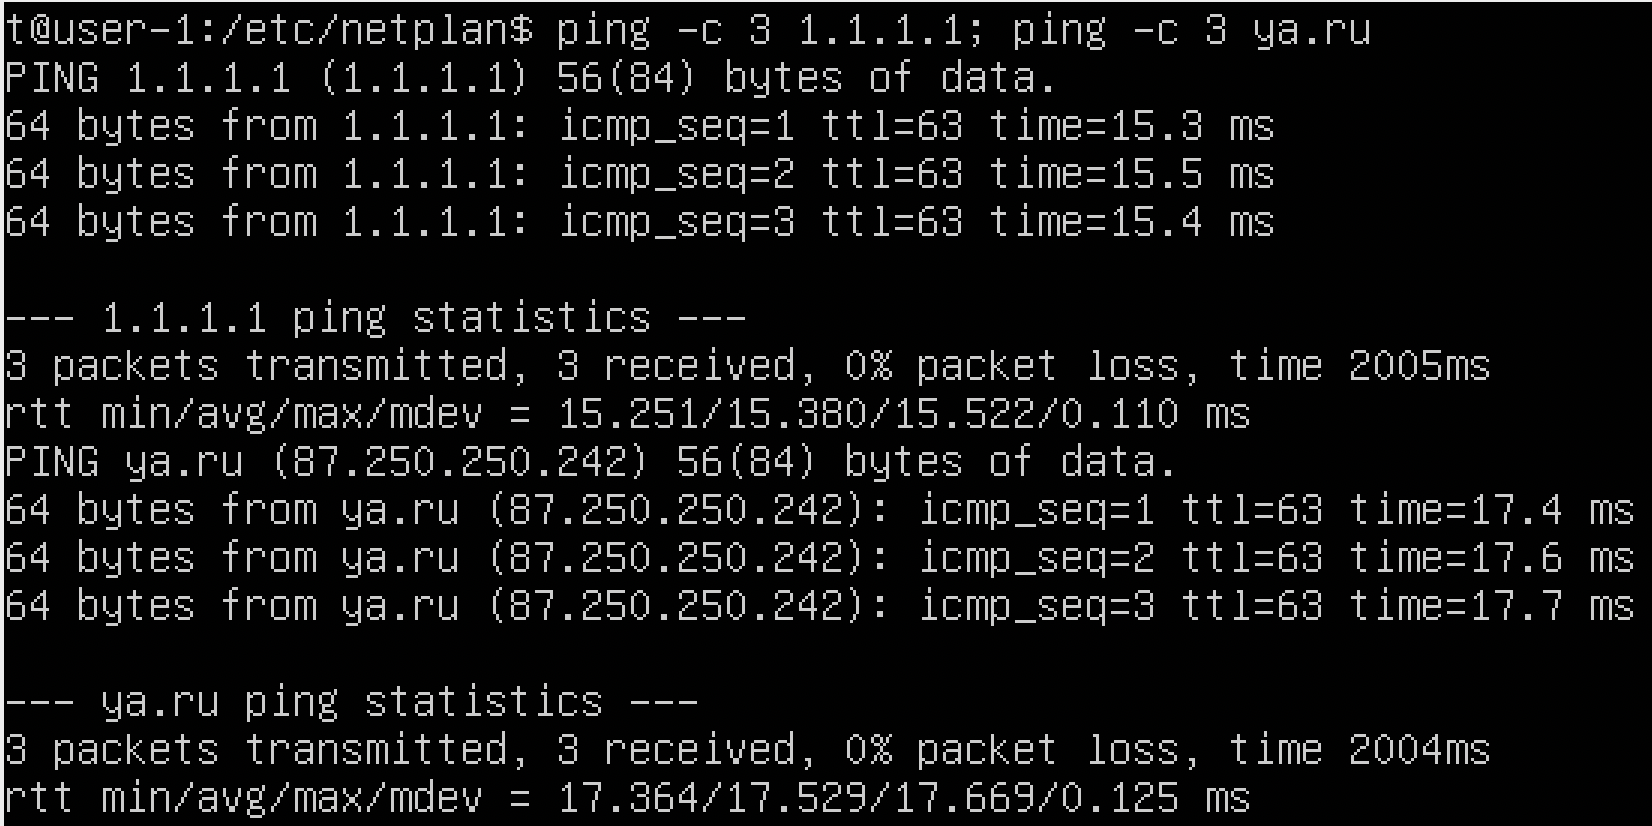 t@user-1:/etc/netplan$ ping -c 3 1.1.1.1; ping -c 3 ya.ru
PING 1.1.1.1 (1.1.1.1) 56(84) bytes of data.
64 bytes from 1.1.1.1: icmp_seq=1 ttl=63 time=15.3 ms
64 bytes from 1.1.1.1: icmp_seq=2 ttl=63 time=15.5 ms
64 bytes from 1.1.1.1: icmp_seq=3 ttl=63 time=15.4 ms
--- 1.1.1.1 ping statistics ---
3 packets transmitted, 3 received, 0% packet loss, time 2005ms
rtt min/avg/max/mdev = 15.251/15.380/15.522/0.110 ms
PING ya.ru (87.250.250.242) 56(84) bytes of data.
64 bytes from ya.ru (87.250.250.242): icmp_seq=1 ttl=63 time=17.4 ms
64 bytes from ya.ru (87.250.250.242): icmp_seq=2 ttl=63 time=17.6 ms
64 bytes from ya.ru (87.250.250.242): icmp_seq=3 ttl=63 time=17.7 ms
--- ya.ru ping statistics ---
3 packets transmitted, 3 received, 0% packet loss, time 2004ms
rtt min/avg/max/mdev = 17.364/17.529/17.669/0.125 ms